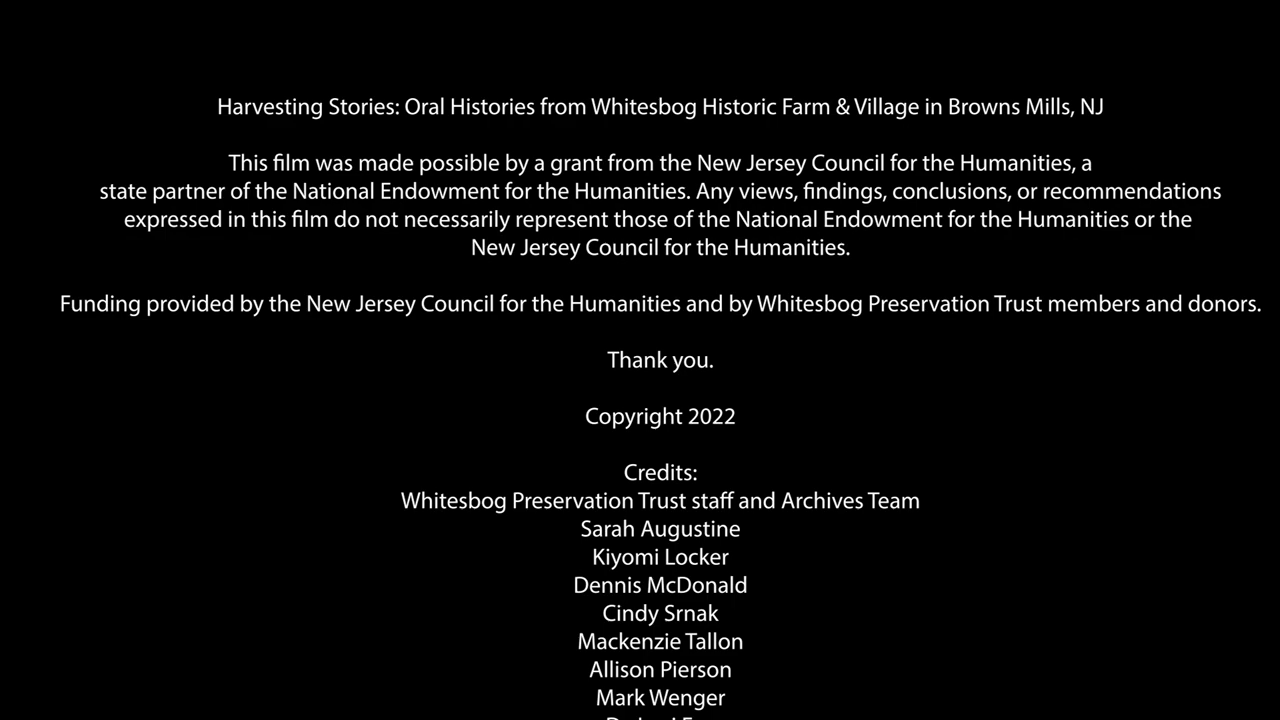 Harvesting Stories: Oral Histories from Whitesbog Historic Farm & Village in Browns Mills, NJ
This film was made possible by a grant from the New Jersey Council for the Humanities, a
state partner of the National Endowment for the Humanities. Any views, findings, conclusions, or recommendations
expressed in this film do not necessarily represent those of the National Endowment for the Humanities or the
New Jersey Council for the Humanities.
Funding provided by the New Jersey Council for the Humanities and by Whitesbog Preservation Trust members and donors.
Thank you.
Copyright 2022
Credits:
Whitesbog Preservation Trust staff and Archives Team
Sarah Augustine
Kiyomi Locker
Dennis McDonald
Cindy Srnak
Mackenzie Tallon
Allison Pierson
Mark Wenger